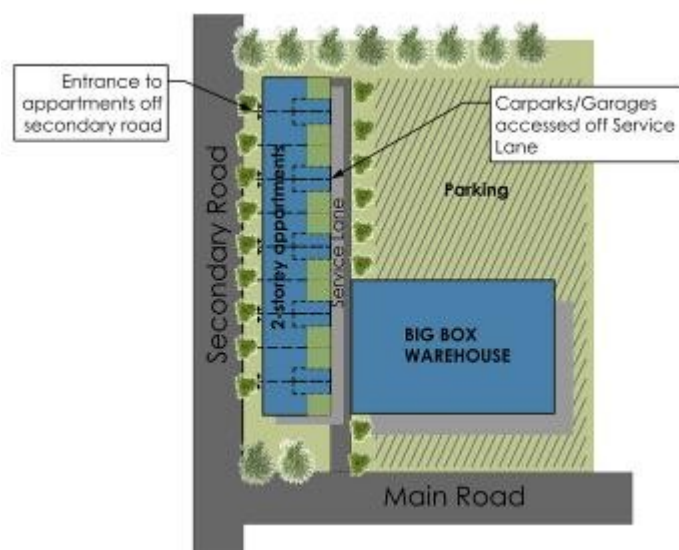 Entrance to
appartments off
secondary road
Carparks/Garages
accessed off Service
Lane
Secondary Road
2-storey appartments
Service Lane
Parking
BIG BOX
WAREHOUSE
Main Road